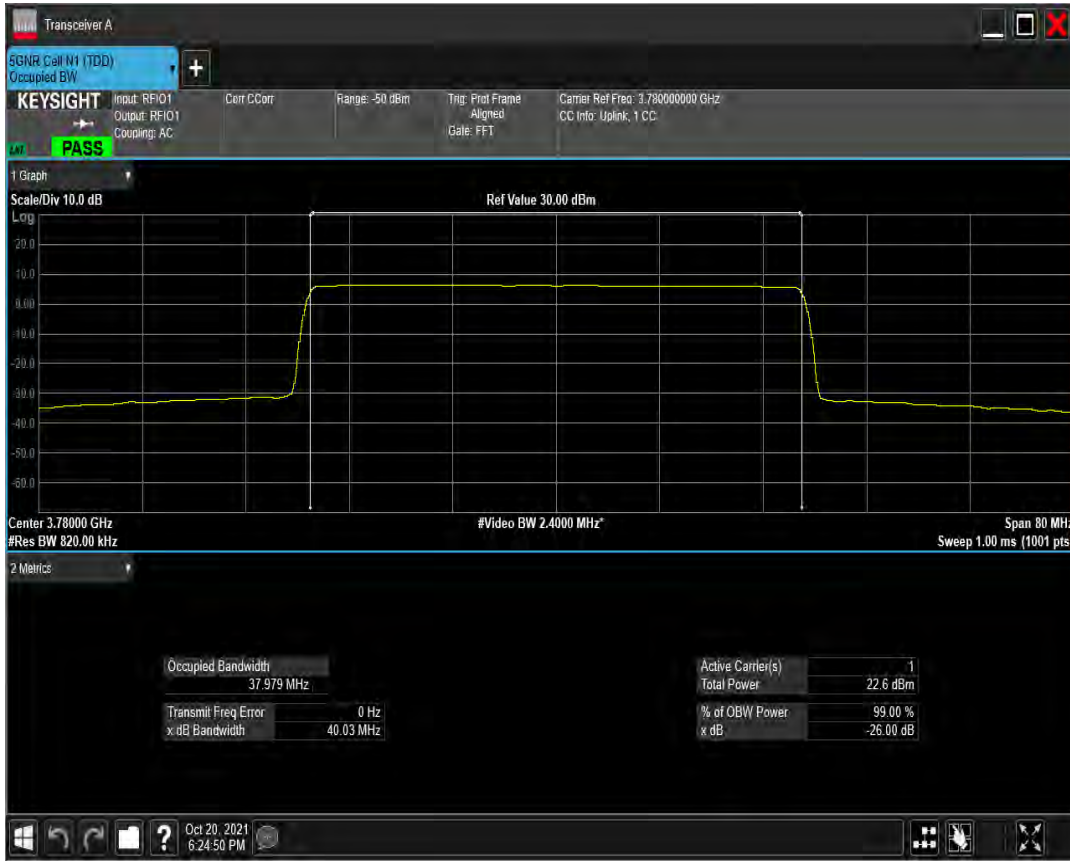 Transceiver A
5GNR Cell N1 (TDD)
Occupied BW
+
KEYSIGHT
Input: RFIO1
Output: RFIO1
Coupling: AC
Corr CCorr
Range: -50 dBm
Trig: Prot Frame
Aligned
Gate: FFT
Carrier Ref Freq: 3.780000000 GHz
CC Info: Uplink, 1 CC
PASS
1 Graph
Scale/Div 10.0 dB
Ref Value 30.00 dBm
Log
20.0
10.0
0.00
-10.0
-20.0
-30.0
-40.0
-50.0
-60.0
Center 3.78000 GHz
#Video BW 2.4000 MHz*
Span 80 MHz
#Res BW 820.00 kHz
Sweep 1.00 ms (1001 pts
2 Metrics
Occupied Bandwidth
37.979 MHz
Transmit Freq Error 0 Hz
x dB Bandwidth 40.03 MHz
Active Carrier(s) 1
Total Power 22.6 dBm
% of OBW Power 99.00 %
x dB -26.00 dB
?
Oct 20, 2021
6:24:50 PM